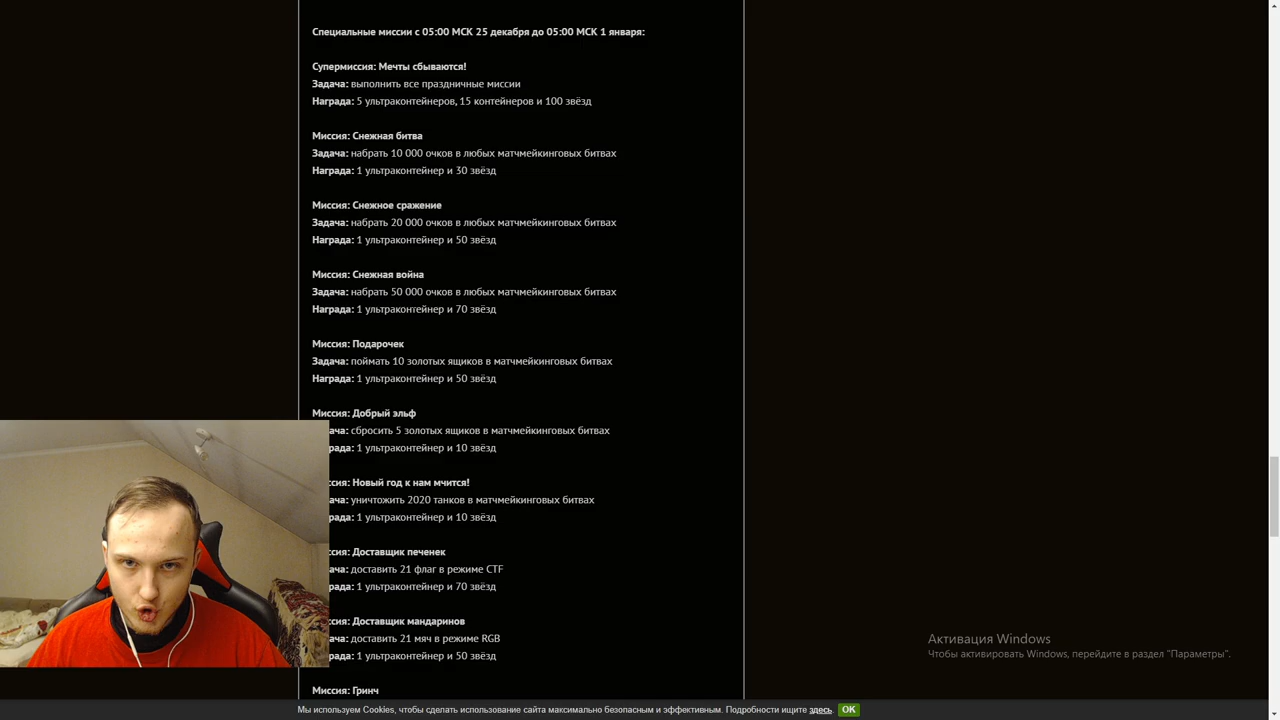 Специальные миссии с 05:00 МСК 25 декабря до 05:00 МСК 1 января:
Супермиссия: Мечты сбываются!
Задача: выполнить все праздничные миссии
Награда: 5 ультраконтейнеров, 15 контейнеров и 100 звёзд
Миссия: Снежная битва
Задача: набрать 10 000 очков в любых матчмейкинговых битвах
Награда: 1 ультраконтейнер и 30 звёзд
Миссия: Снежное сражение
Задача: набрать 20 000 очков в любых матчмейкинговых битвах
Награда: 1 ультраконтейнер и 50 звёзд
Миссия: Снежная война
Задача: набрать 50 000 очков в любых матчмейкинговых битвах
Награда: 1 ультраконтейнер и 70 звёзд
Миссия: Подарочек
Задача: поймать 10 золотых ящиков в матчмейкинговых битвах
Награда: 1 ультраконтейнер и 50 звёзд
Миссия: Добрый эльф
ача: сбросить 5 золотых ящиков в матчмейкинговых битвах
рада: 1 ультраконтейнер и 10 звёзд
ссия: Новый год к нам мчится!
ача: уничтожить 2020 танков в матчмейкинговых битвах
рада: 1 ультраконтейнер и 10 звёзд
ссия: Доставщик печенек
ача: доставить 21 флаг в режиме CTF
рада: 1 ультраконтейнер и 70 звёзд
ссия: Доставщик мандаринов
ача: доставить 21 мяч в режиме RGB
рада: 1 ультраконтейнер и 50 звёзд
Миссия: Гринч
Активация Windows
Чтобы активировать Windows, перейдите в раздел "Параметры".
Мы используем Cookies, чтобы сделать использование сайта максимально безопасным и эффективным. Подробности ищите здесь. OK